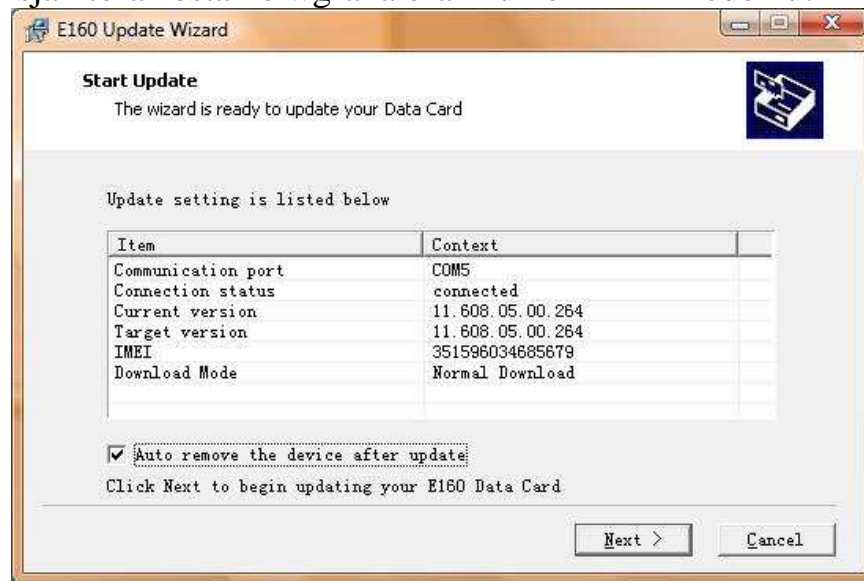 E160 Update Wizard
Start Update
The wizard is ready to update your Data Card
Update setting is listed below
Item Context
Communication port COM5
Connection status connected
Current version 11.608.05.00.264
Target version 11.608.05.00.264
IMEI 351596034685679
Download Mode Normal Download
Auto remove the device after update
Click Next to begin updating your E160 Data Card
Next > Cancel